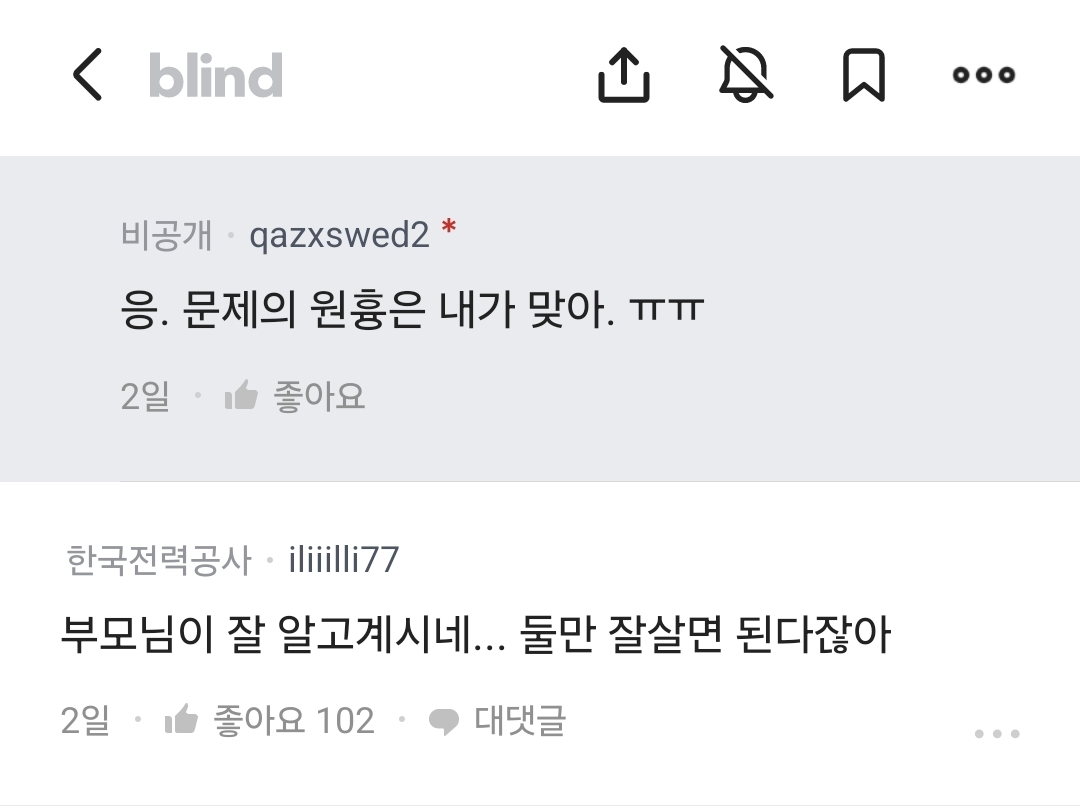 blind
비공개 · qazxswed2 *
응. 문제의 원흉은 내가 맞아. ㅠㅠ
2일 · 좋아요
한국전력공사 · iliiilli77
부모님이 잘 알고계시네... 둘만 잘살면 된다잖아
2일 · 좋아요 102 · 대댓글